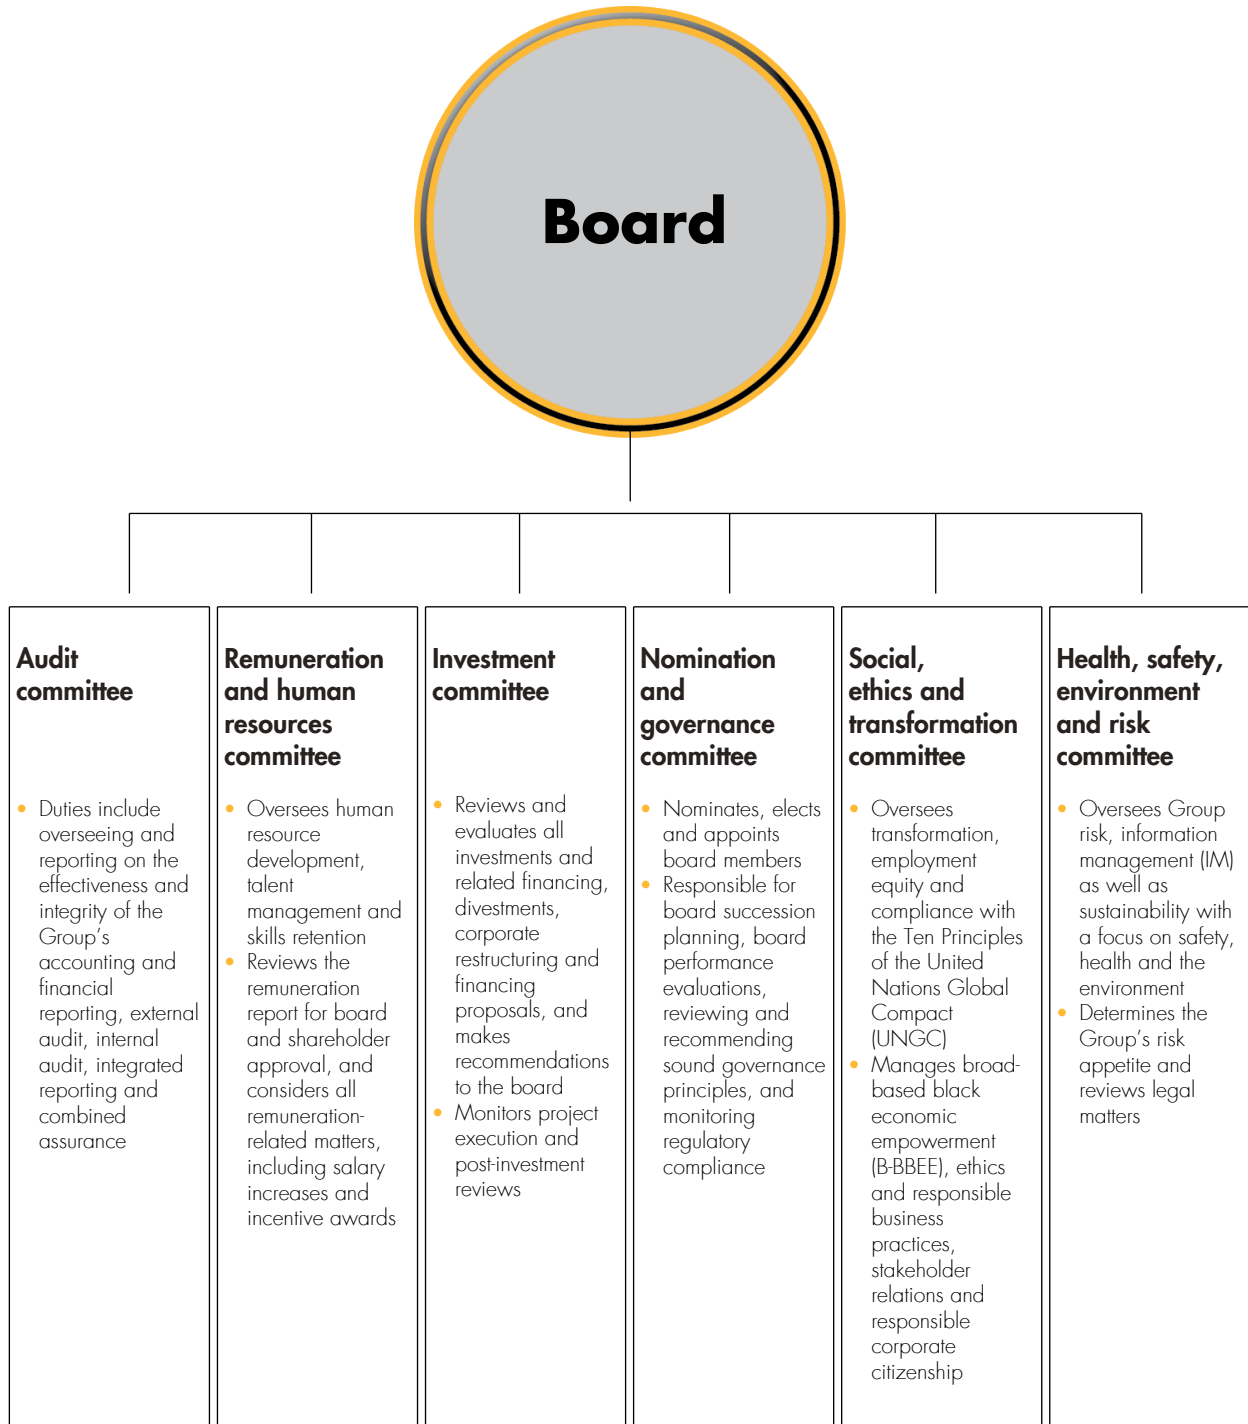 Board
Audit
committee
• Duties include
overseeing and
reporting on the
effectiveness and
integrity of the
Group's
accounting and
financial
reporting, external
audit, internal
audit, integrated
reporting and
combined
assurance
Remuneration
and human
resources
committee
• Oversees human
resource
development,
talent
management and
skills retention
• Reviews the
remuneration
report for board
and shareholder
approval, and
considers all
remuneration-
related matters,
including salary
increases and
incentive awards
Investment
committee
• Reviews and
evaluates all
investments and
related financing,
divestments,
corporate
restructuring and
financing
proposals, and
makes
recommendations
to the board
• Monitors project
execution and
post-investment
reviews
Nomination
and
governance
committee
• Nominates, elects
and appoints
board members
• Responsible for
board succession
planning, board
performance
evaluations,
reviewing and
recommending
sound governance
principles, and
monitoring
regulatory
compliance
Social,
ethics and
transformation
committee
• Oversees
transformation,
employment
equity and
compliance with
the Ten Principles
of the United
Nations Global
Compact
(UNGC)
• Manages broad-
based black
economic
empowerment
(B-BBEE), ethics
and responsible
business
practices,
stakeholder
relations and
responsible
corporate
citizenship
Health, safety,
environment
and risk
committee
• Oversees Group
risk, information
management (IM)
as well as
sustainability with
a focus on safety,
health and the
environment
• Determines the
Group's risk
appetite and
reviews legal
matters